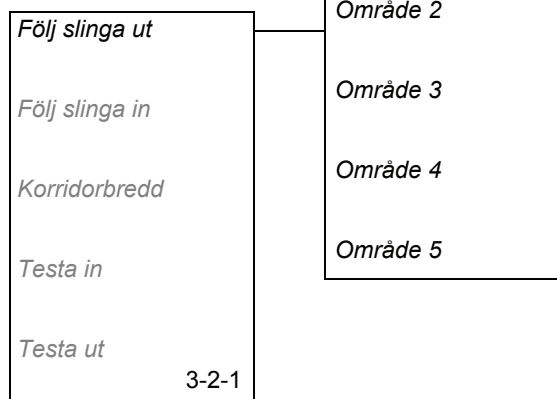 Följ slinga ut
Följ slinga in
Korridorbredd
Testa in
Testa ut
3-2-1
Område 2
Område 3
Område 4
Område 5